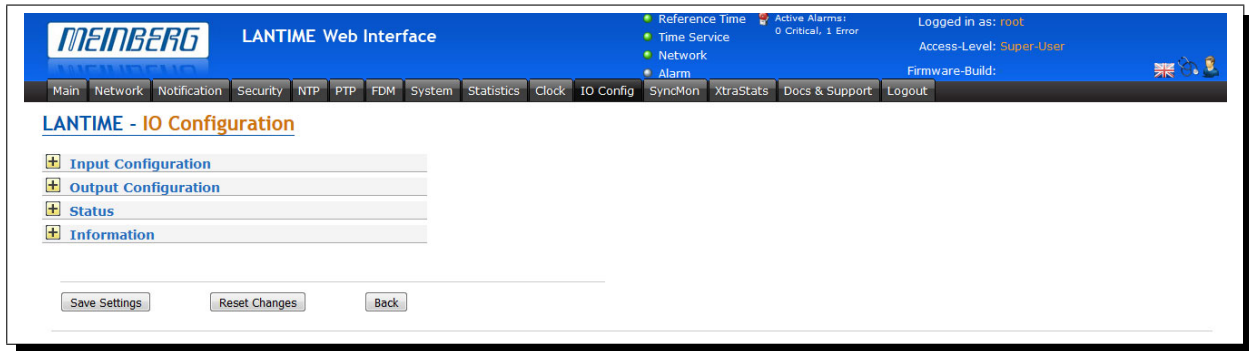 MEINBERG
LANTIME Web Interface
Reference Time
Time Service
Network
Alarm
Active Alarms:
0 Critical, 1 Error
Logged in as: root
Access-Level: Super-User
Firmware-Build:
Main Network Notification Security NTP PTP FDM System Statistics Clock IO Config SyncMon XtraStats Docs & Support Logout
LANTIME - IO Configuration
Input Configuration
Output Configuration
Status
Information
Save Settings Reset Changes Back